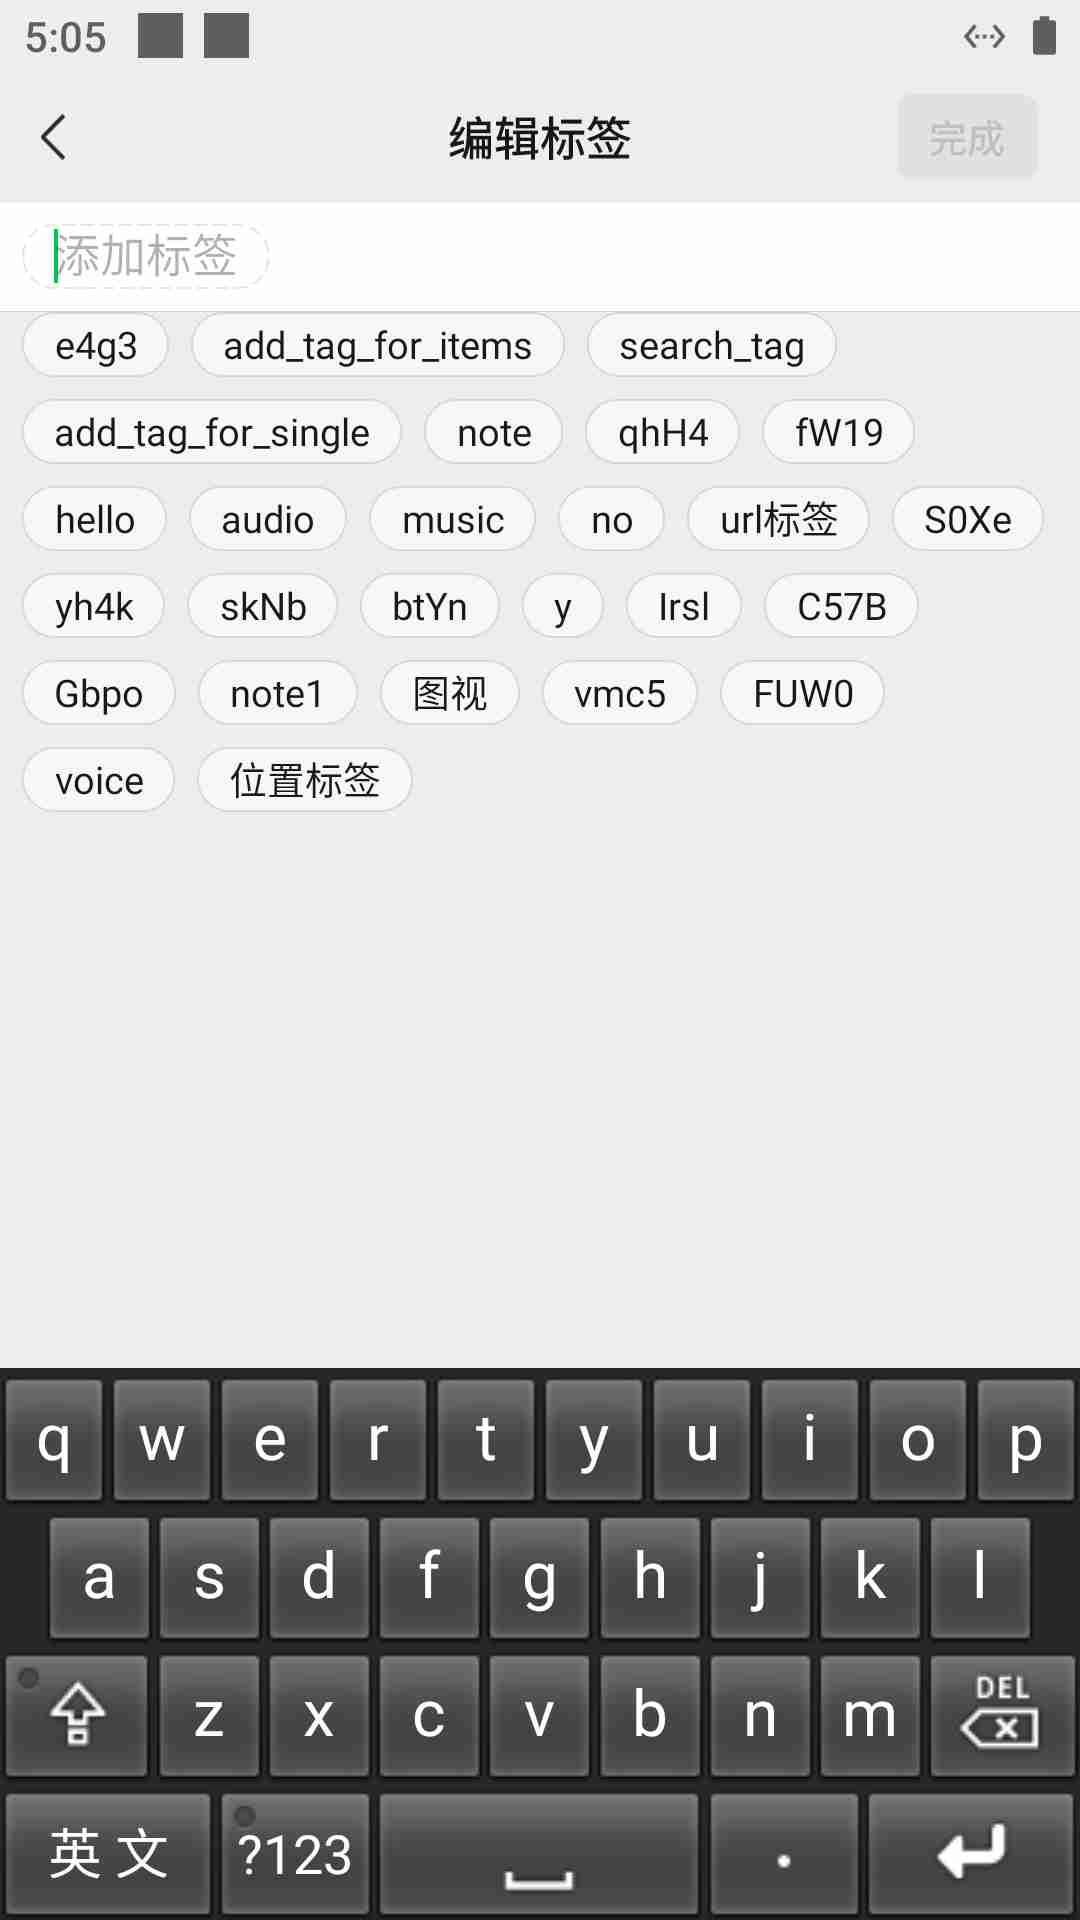 5:05
编辑标签 完成
添加标签
e4g3 add_tag_for_items search_tag
add_tag_for_single note qhH4 fW19
hello audio music no url标签 S0Xe
yh4k skNb btYn y Irsl C57B
Gbpo note1 图视 vmc5 FUW0
voice 位置标签
q w e r t y u i o p
a s d f g h j k l
z x c v b n m DEL
英文 ?123 .